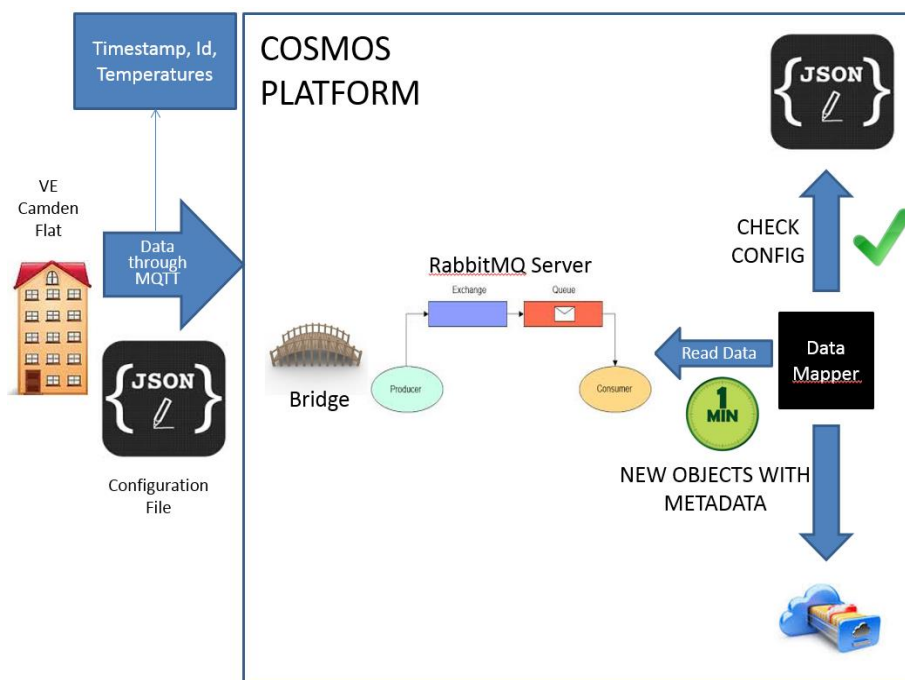 Timestamp, Id,
Temperatures
COSMOS
PLATFORM
{JSON}
VE
Camden
Flat
Data
through
MQTT
CHECK
CONFIG
RabbitMQ Server
Exchange
Queue
{JSON}
Bridge
Producer
Consumer
Read Data
Data
Mapper
1
MIN
Configuration
File
NEW OBJECTS WITH
METADATA